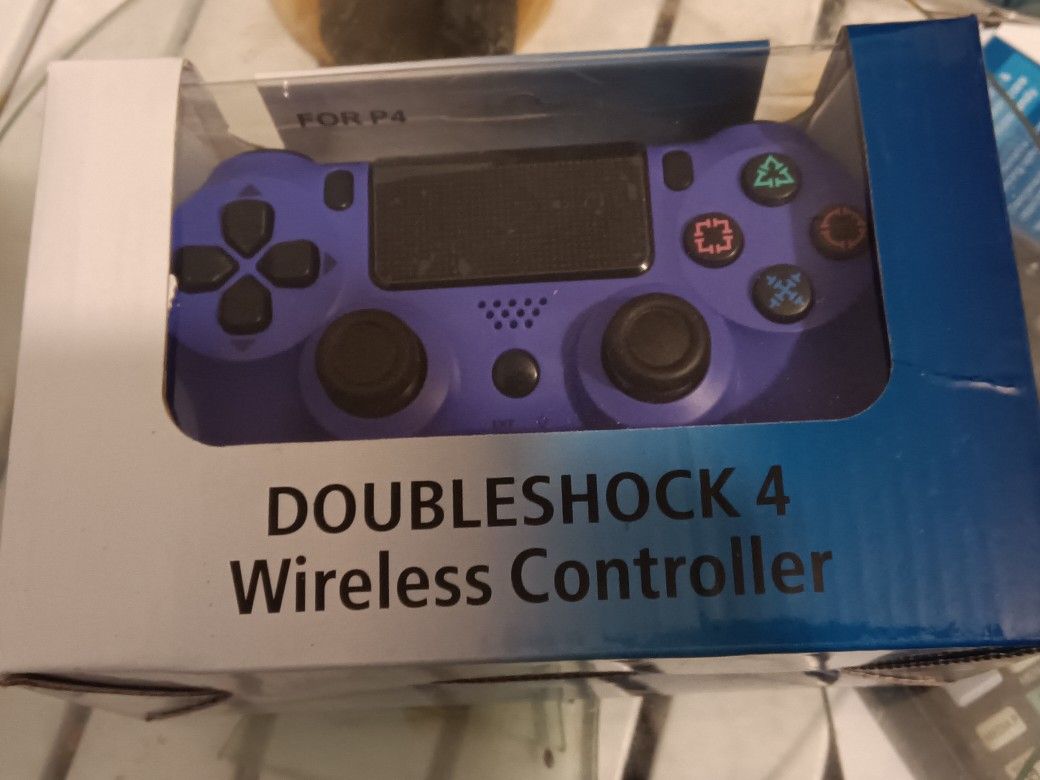 FOR P4
DOUBLESHOCK 4
Wireless Controller